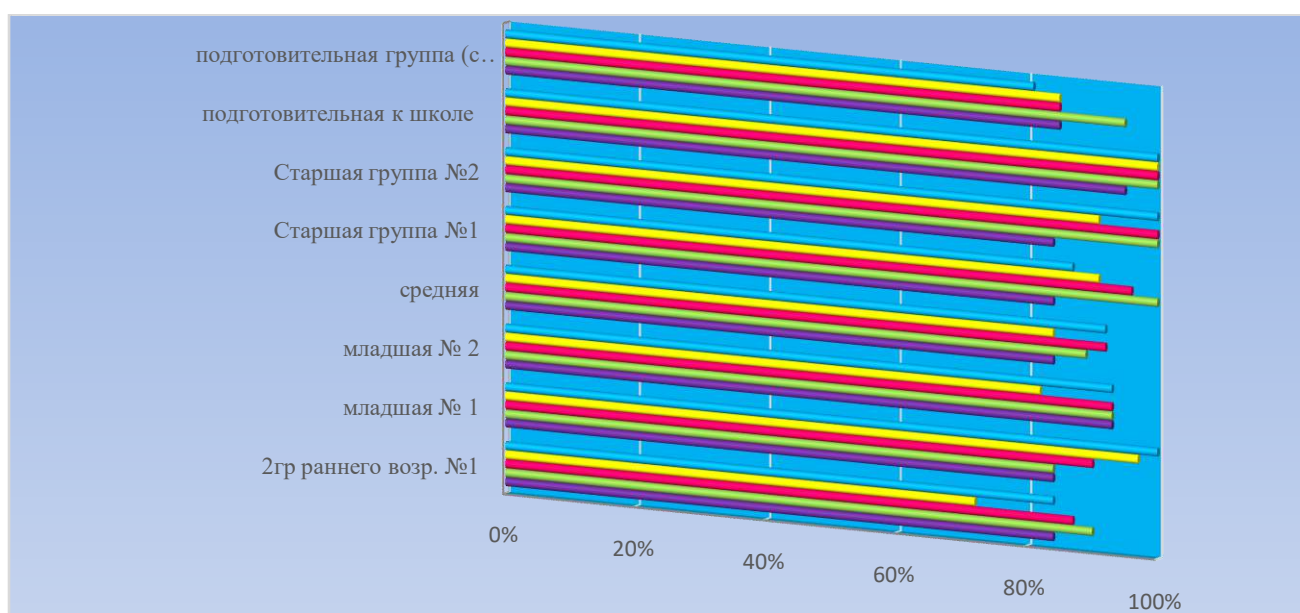 подготовительная группа (с..
подготовительная к школе
Старшая группа №2
Старшая группа №1
средняя
младшая № 2
младшая № 1
2гр раннего возр. №1
0%
20%
40%
60%
80%
100%